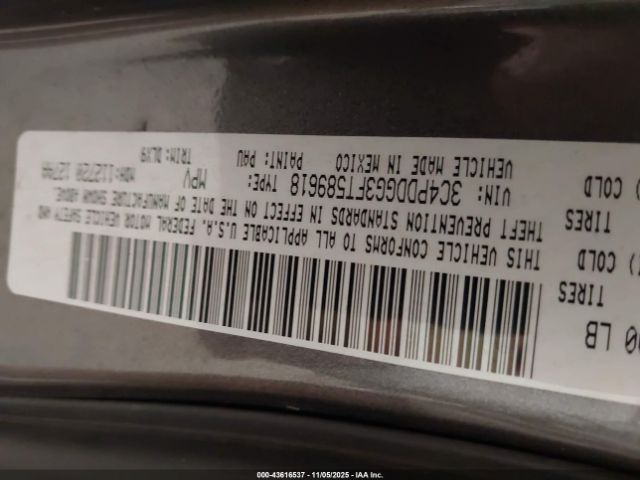 00 LB
TIRES
) COLD
TIRES
) COLD
THIS VEHICLE CONFORMS TO ALL APPLICABLE U.S.A. FEDERAL MOTOR VEHICLE SAFETY AND
THEFT PREVENTION STANDARDS IN EFFECT ON THE DATE OF MANUFACTURE SHOWN ABOVE.
VIN: 3C4PDDGG3FT589618 TYPE: MPV
VEHICLE MADE IN MEXICO PAINT: PAU TRIM: DLX9
000-43616537 - 11/05/2025 - IAA Inc.